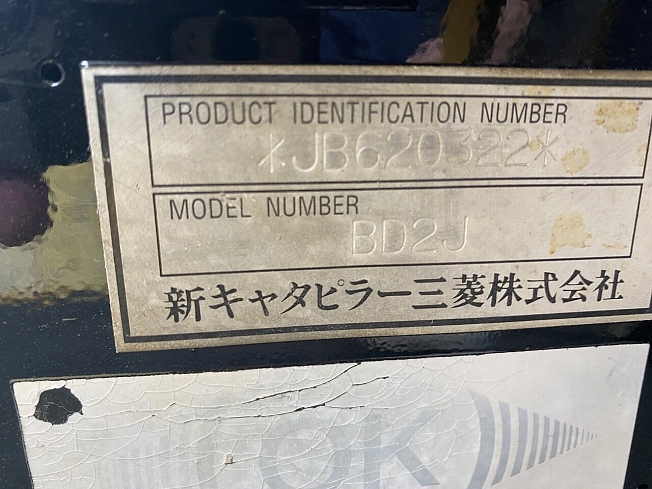 PRODUCT IDENTIFICATION NUMBER
*JB620322*
MODEL NUMBER
BD2J
新キャタピラー三菱株式会社
OK